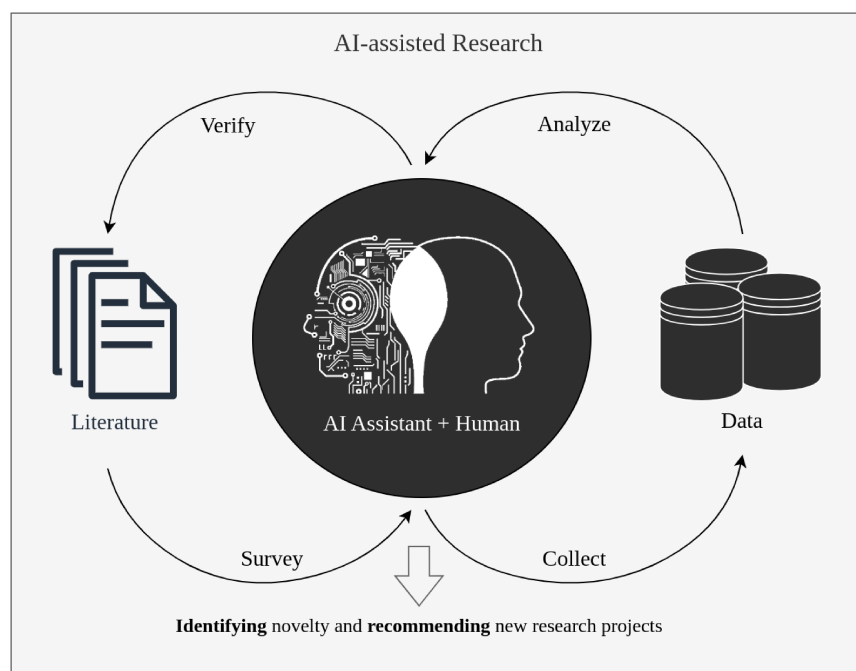 AI-assisted Research
Verify
Analyze
Literature
AI Assistant + Human
Data
Survey
Collect
Identifying novelty and recommending new research projects